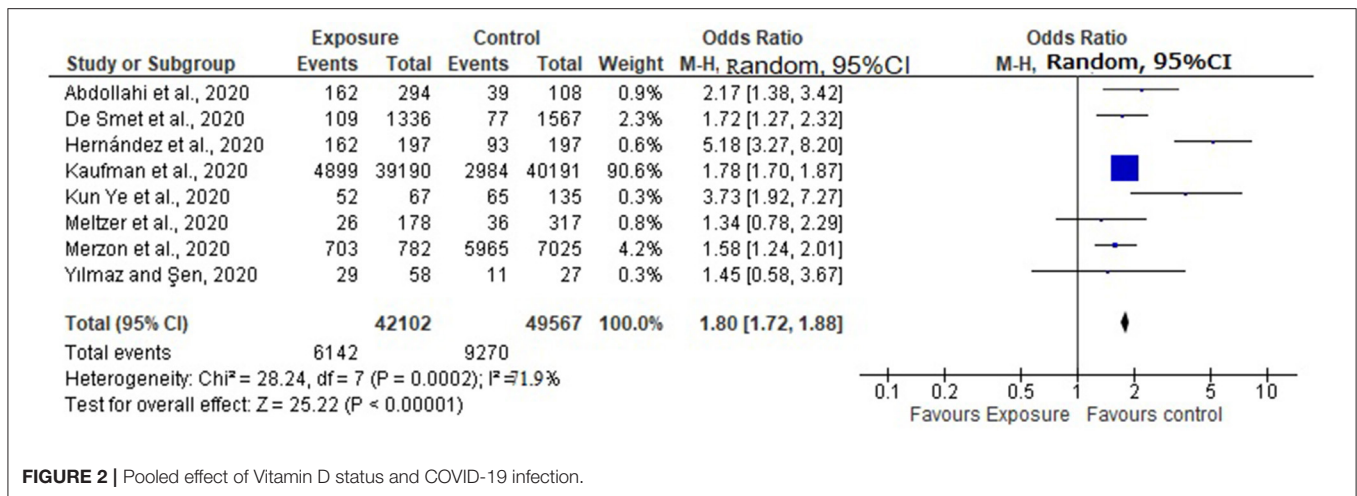 Exposure Control Odds Ratio Odds Ratio
Study or Subgroup Events Total Events Total Weight M-H, Random, 95%CI M-H, Random, 95%CI
Abdollahi et al., 2020 162 294 39 108 0.9% 2.17 [1.38, 3.42]
De Smet et al., 2020 109 1336 77 1567 2.3% 1.72 [1.27, 2.32]
Hernández et al., 2020 162 197 93 197 0.6% 5.18 [3.27, 8.20]
Kaufman et al., 2020 4899 39190 2984 40191 90.6% 1.78 [1.70, 1.87]
Kun Ye et al., 2020 52 67 65 135 0.3% 3.73 [1.92, 7.27]
Meltzer et al., 2020 26 178 36 317 0.8% 1.34 [0.78, 2.29]
Merzon et al., 2020 703 782 5965 7025 4.2% 1.58 [1.24, 2.01]
Yılmaz and Şen, 2020 29 58 11 27 0.3% 1.45 [0.58, 3.67]
Total (95% CI) 42102 49567 100.0% 1.80 [1.72, 1.88]
Total events 6142 9270
Heterogeneity: Chi² = 28.24, df = 7 (P = 0.0002); I² = 71.9%
Test for overall effect: Z = 25.22 (P < 0.00001)
0.1 0.2 0.5 1 2 5 10
Favours Exposure Favours control
FIGURE 2 | Pooled effect of Vitamin D status and COVID-19 infection.